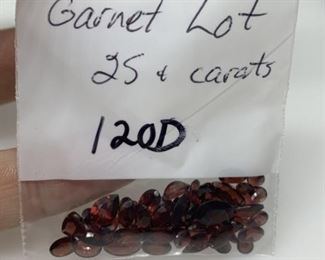 Garnet Lot
25 + carats
120D